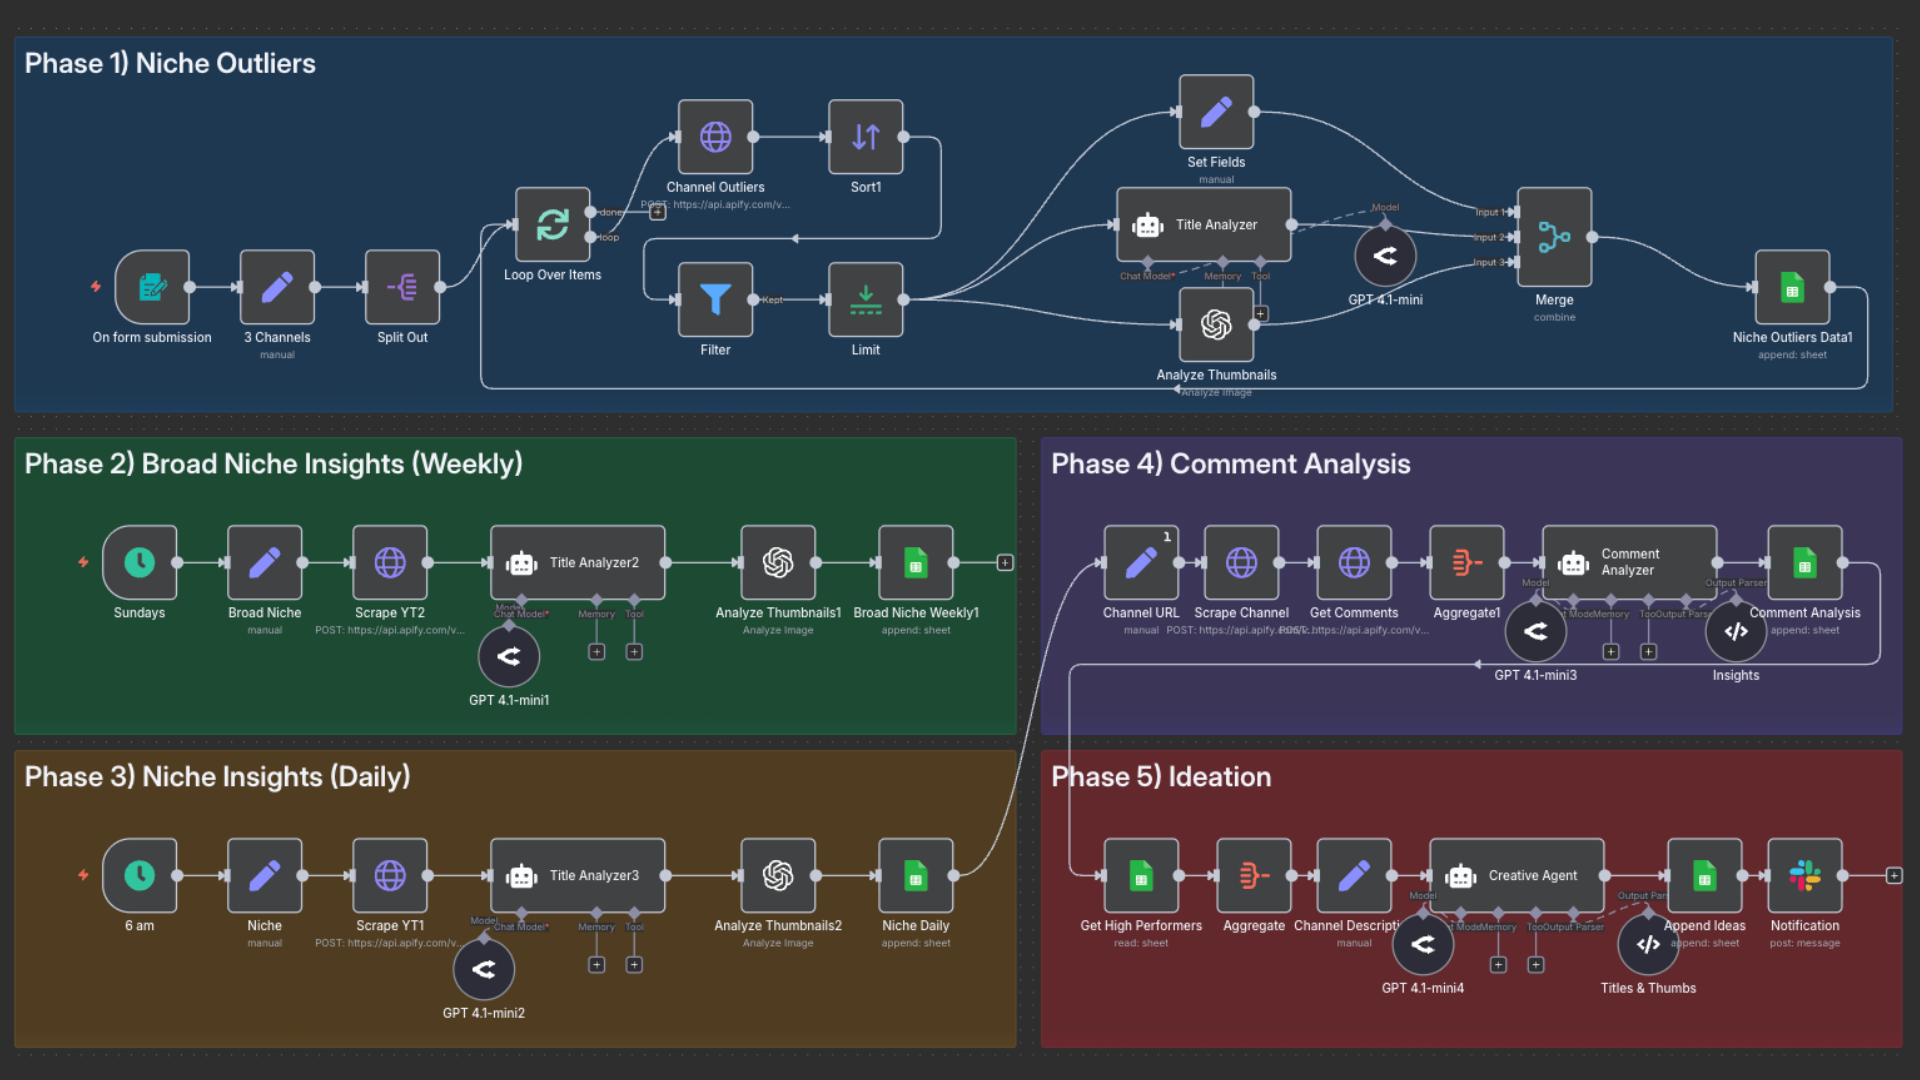 Phase 1) Niche Outliers
On form submission
3 Channels
manual
Split Out
Loop Over Items
done
loop
Channel Outliers
POST: https://api.apify.com/v...
Sort1
Filter
Kept
Limit
Set Fields
manual
Title Analyzer
Chat Model*
Memory
Tool
Model
GPT 4.1-mini
Analyze Thumbnails
Analyze Image
Input 1
Input 2
Input 3
Merge
combine
Niche Outliers Data1
append: sheet
Phase 2) Broad Niche Insights (Weekly)
Sundays
Broad Niche
manual
Scrape YT2
POST: https://api.apify.com/v...
Title Analyzer2
Model
Chat Model*
Memory
Tool
GPT 4.1-mini1
Analyze Thumbnails1
Analyze Image
Broad Niche Weekly1
append: sheet
Phase 4) Comment Analysis
1
Channel URL
manual
Scrape Channel
POST: https://api.apify.
Get Comments
https://api.apify.com/v...
Aggregate1
Comment
Analyzer
Model
Memory
Output Parser
GPT 4.1-mini3
Insights
Comment Analysis
append: sheet
Phase 3) Niche Insights (Daily)
6 am
Niche
manual
Scrape YT1
POST: https://api.apify.com/v...
Title Analyzer3
Model
Chat Model*
Memory
Tool
GPT 4.1-mini2
Analyze Thumbnails2
Analyze Image
Niche Daily
append: sheet
Phase 5) Ideation
Get High Performers
read: sheet
Aggregate
Channel Descripti
manual
Creative Agent
Model
Memory
Output Parser
Output Par
GPT 4.1-mini4
Titles & Thumbs
Append Ideas
append: sheet
Notification
post: message